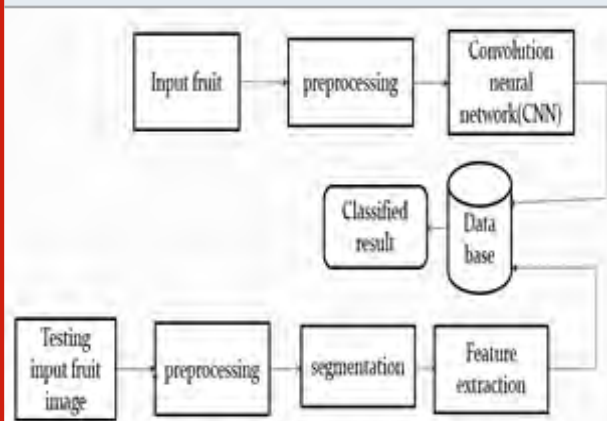 Input fruit
preprocessing
Convolution
neural
network(CNN)
Classified
result
Data
base
Testing
input fruit
image
preprocessing
segmentation
Feature
extraction